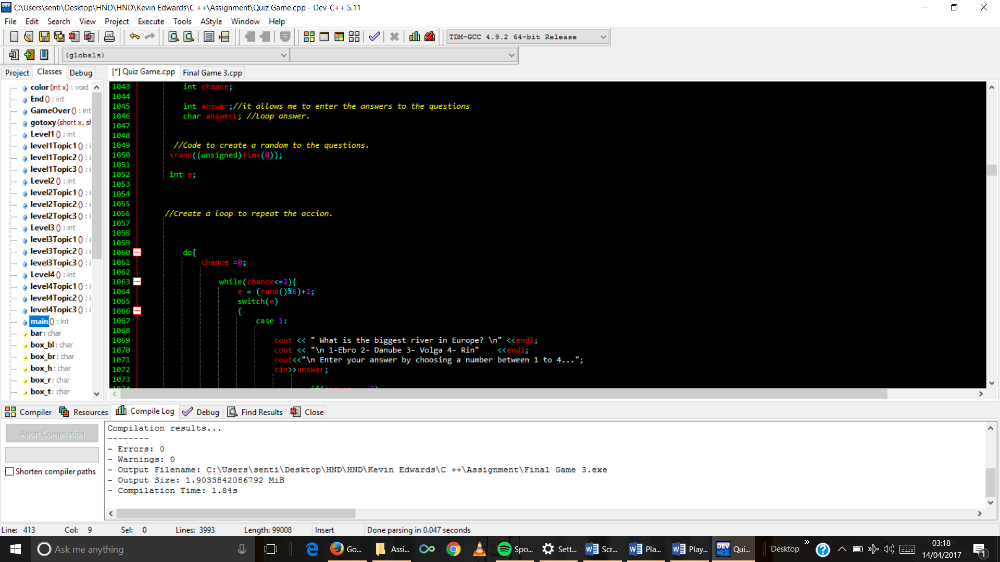 C:\Users\senti\Desktop\HND\HND\Kevin Edwards\C ++\Assignment\Quiz Game.cpp - Dev-C++ 5.11
File Edit Search View Project Execute Tools AStyle Window Help
TDM-GCC 4.9.2 64-bit Release
(globals)
Project Classes Debug
[*] Quiz Game.cpp Final Game 3.cpp
color (int x) : void
End () : int
GameOver () : int
gotoxy (short x, sh
Level1 () : int
level1Topic1 () : i
level1Topic2 () : i
level1Topic3 () : i
Level2 () : int
level2Topic1 () : i
level2Topic2 () : i
level2Topic3 () : i
Level3 () : int
level3Topic1 () : i
level3Topic2 () : i
level3Topic3 () : i
Level4 () : int
level4Topic1 () : i
level4Topic2 () : i
level4Topic3 () : i
main () : int
bar : char
box_bl : char
box_br : char
box_h : char
box_r : char
box_t : char
1043 int chance;
1044
1045 int answer;//it allows me to enter the answers to the questions
1046 char answerL; //Loop answer.
1047
1048
1049 //Code to create a random to the questions.
1050 srand((unsigned)time(0));
1051
1052 int e;
1053
1054
1055
1056 //Create a loop to repeat the accion.
1057
1058
1059
1060 do{
1061 chance =0;
1062
1063 while(chance<=2){
1064 e = (rand()%6)+1;
1065 switch(e)
1066 {
1067 case 1:
1068
1069 cout << " What is the biggest river in Europe? \n" <<endl;
1070 cout << "\n 1-Ebro 2- Danube 3- Volga 4- Rin" <<endl;
1071 cout<<"\n Enter your answer by choosing a number between 1 to 4...";
1072 cin>>answer;
1073
1074
Compiler Resources Compile Log Debug Find Results Close
Abort Compilation
Shorten compiler paths
Compilation results...
--------
- Errors: 0
- Warnings: 0
- Output Filename: C:\Users\senti\Desktop\HND\HND\Kevin Edwards\C ++\Assignment\Final Game 3.exe
- Output Size: 1.9033842086792 MiB
- Compilation Time: 1.84s
Line: 413 Col: 9 Sel: 0 Lines: 3993 Length: 99008 Insert Done parsing in 0.047 seconds
Ask me anything
Go... Assi... Spo... Sett... Scr... Pla... Play... DEV Qui... Desktop
03:18
14/04/2017
1